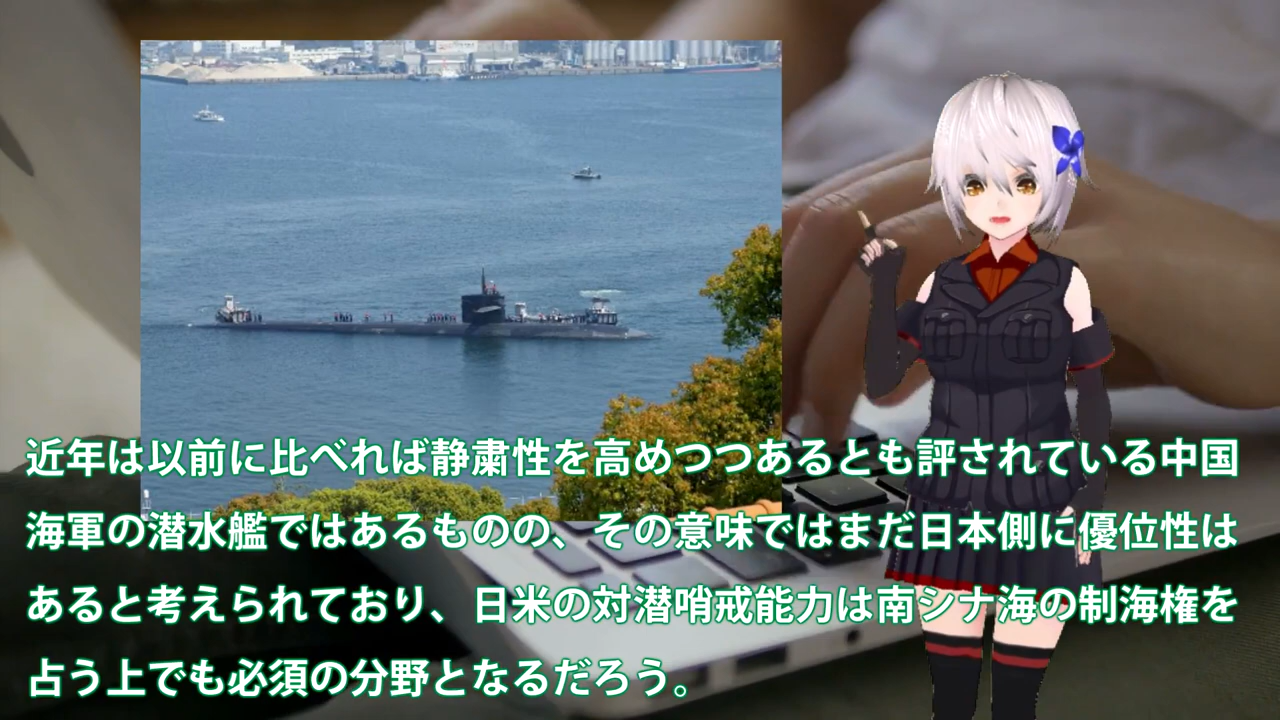 近年は以前に比べれば静粛性を高めつつあるとも評されている中国
海軍の潜水艦ではあるものの、その意味ではまだ日本側に優位性は
あると考えられており、日米の対潜哨戒能力は南シナ海の制海権を
占う上でも必須の分野となるだろう。